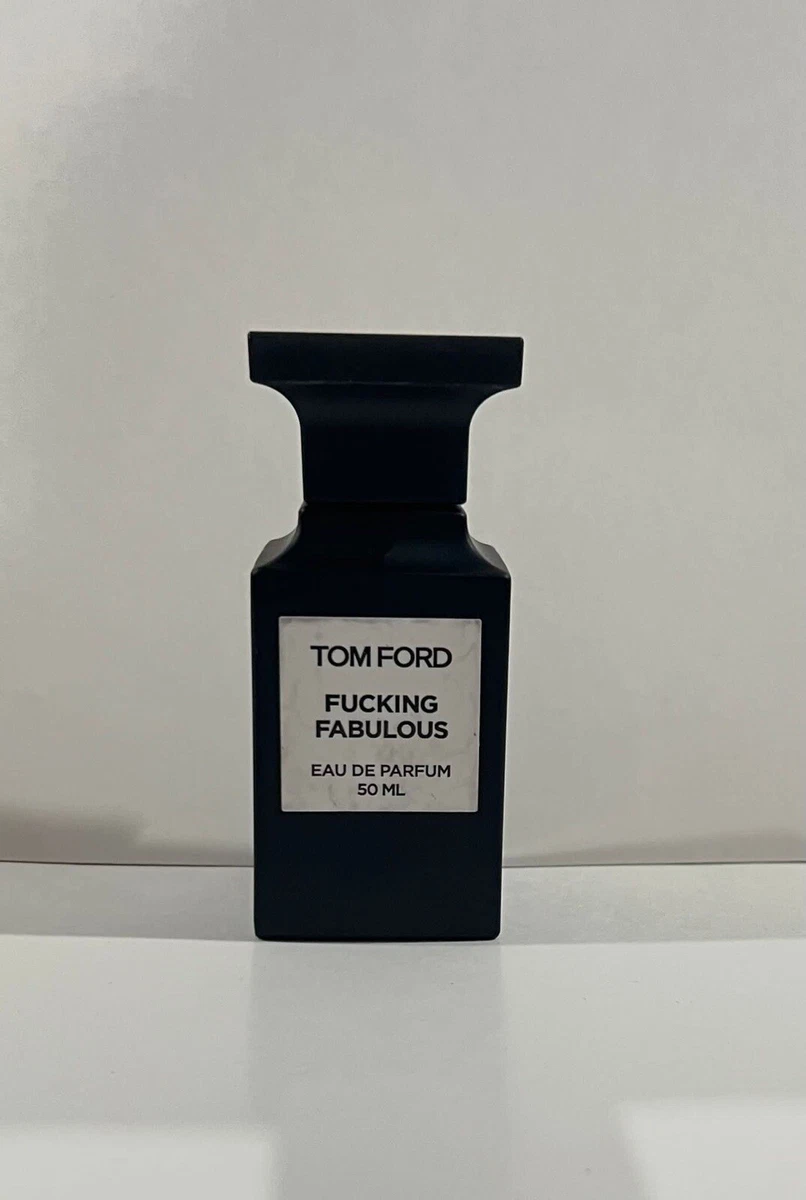 TOM FORD
FUCKING
FABULOUS
EAU DE PARFUM
50 ML